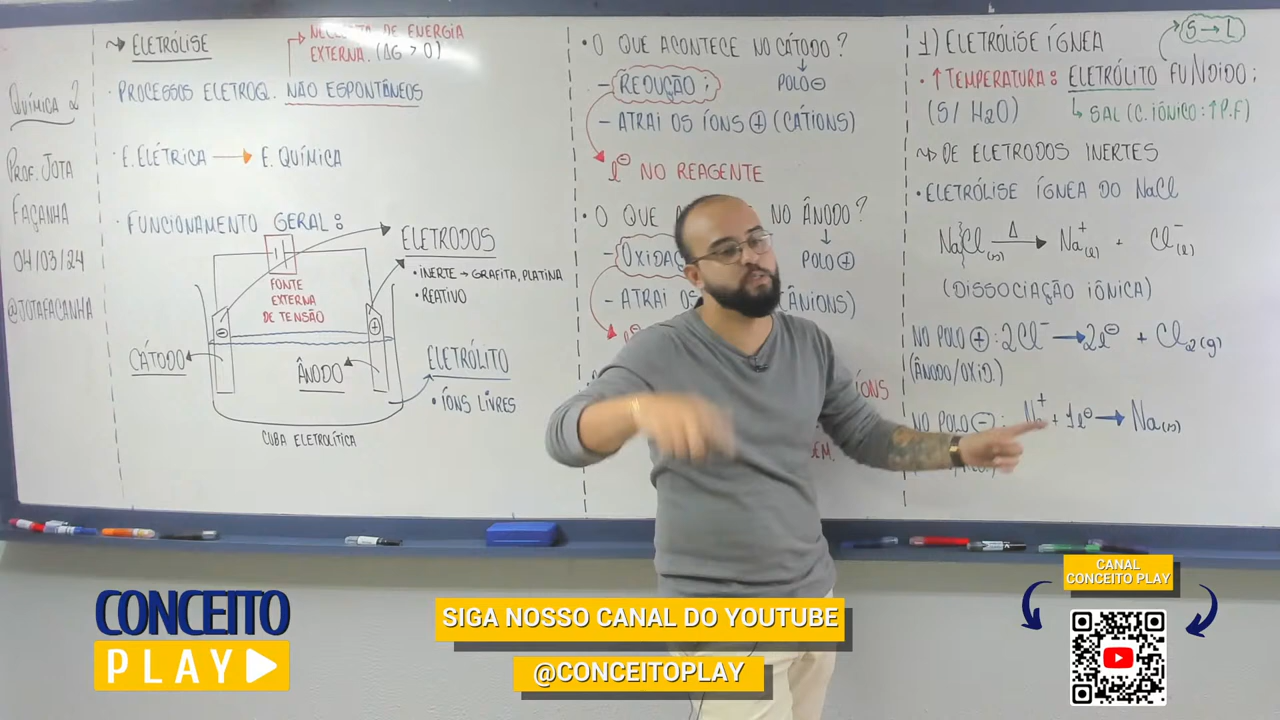 QUÍMICA 2
PROF. JOTA
FAÇANHA
04/03/24
@JOTAFAÇANHA
ELETRÓLISE
NECESSITA DE ENERGIA
EXTERNA. (ΔG > 0)
• PROCESSOS ELETROQ. NÃO ESPONTÂNEOS
• E. ELÉTRICA → E. QUÍMICA
• FUNCIONAMENTO GERAL:
FONTE
EXTERNA
DE TENSÃO
⊖
⊕
CÁTODO
ÂNODO
CUBA ELETROLÍTICA
ELETRODOS
• INERTE → GRAFITA, PLATINA
• REATIVO
ELETRÓLITO
• ÍONS LIVRES
• O QUE ACONTECE NO CÁTODO?
POLO ⊖
– REDUÇÃO;
– ATRAI OS ÍONS ⊕ (CÁTIONS)
e⊖ NO REAGENTE
• O QUE NO ÂNODO?
POLO ⊕
– ATRAI OS (ÂNIONS)
ÍONS
1) ELETRÓLISE ÍGNEA
S → L
• ↑ TEMPERATURA: ELETRÓLITO FUNDIDO;
(S/ H2O) ↳ SAL (C. IÔNICO: ↑P.F)
DE ELETRODOS INERTES
• ELETRÓLISE ÍGNEA DO NaCl
NaCl(s) Δ→ Na+(l) + Cl-(l)
(DISSOCIAÇÃO IÔNICA)
NO POLO ⊕: 2Cl- → 2e⊖ + Cl2(g)
(ÂNODO/OXID.)
NO POLO ⊖: + 1e⊖ → Na(s)
CONCEITO
PLAY
SIGA NOSSO CANAL DO YOUTUBE
@CONCEITOPLAY
CANAL
CONCEITO PLAY